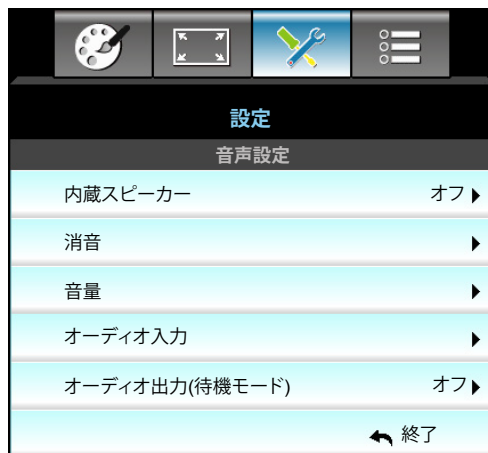 設定
音声設定
内蔵スピーカー オフ
消音
音量
オーディオ入力
オーディオ出力(待機モード) オフ
終了